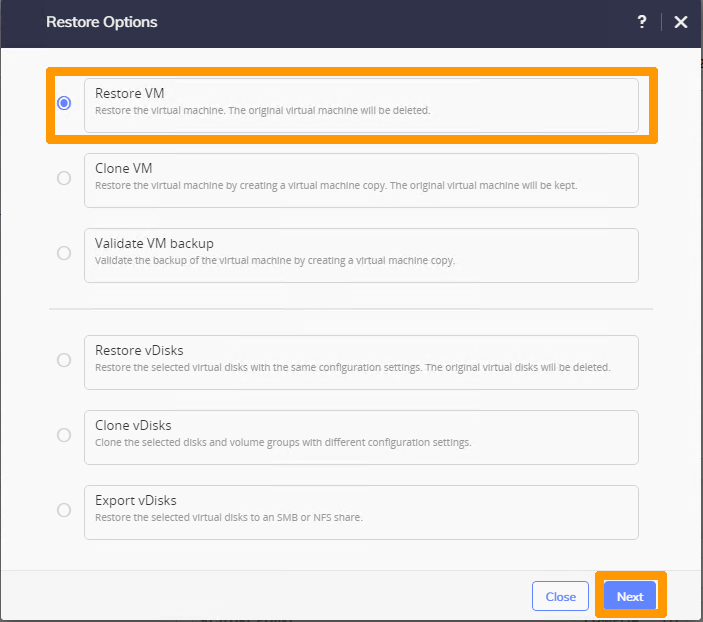 Restore Options
?
Restore VM
Restore the virtual machine. The original virtual machine will be deleted.
Clone VM
Restore the virtual machine by creating a virtual machine copy. The original virtual machine will be kept.
Validate VM backup
Validate the backup of the virtual machine by creating a virtual machine copy.
Restore vDisks
Restore the selected virtual disks with the same configuration settings. The original virtual disks will be deleted.
Clone vDisks
Clone the selected disks and volume groups with different configuration settings.
Export vDisks
Restore the selected virtual disks to an SMB or NFS share.
Close Next